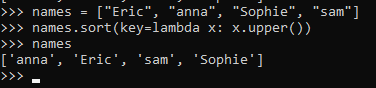 >>> names = ["Eric", "anna", "Sophie", "sam"]
>>> names.sort(key=lambda x: x.upper())
>>> names
['anna', 'Eric', 'sam', 'Sophie']
>>>